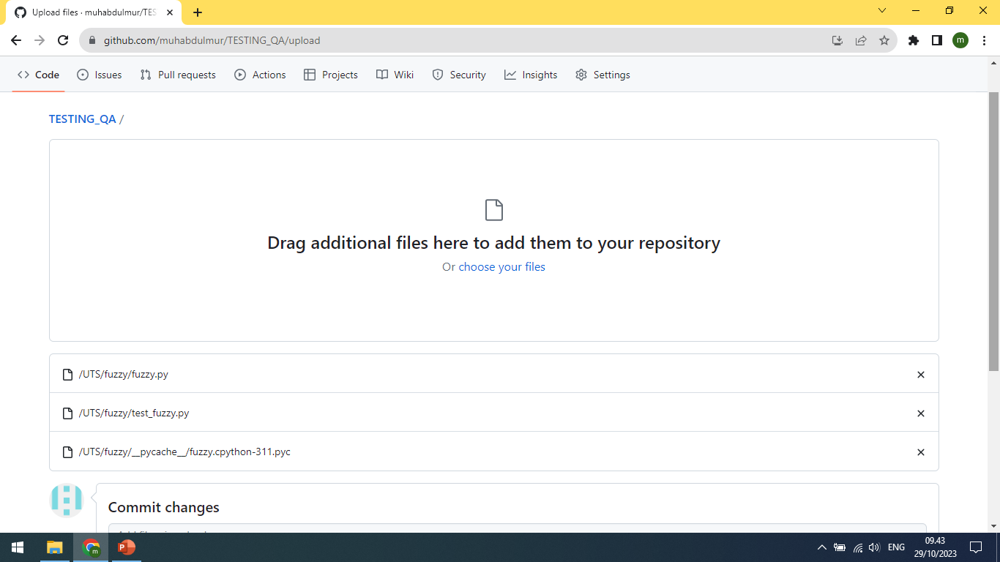 Upload files · muhabdulmur/TES
github.com/muhabdulmur/TESTING_QA/upload
m
Code Issues Pull requests Actions Projects Wiki Security Insights Settings
TESTING_QA /
Drag additional files here to add them to your repository
Or choose your files
/UTS/fuzzy/fuzzy.py
/UTS/fuzzy/test_fuzzy.py
/UTS/fuzzy/__pycache__/fuzzy.cpython-311.pyc
Commit changes
ENG
09.43
29/10/2023